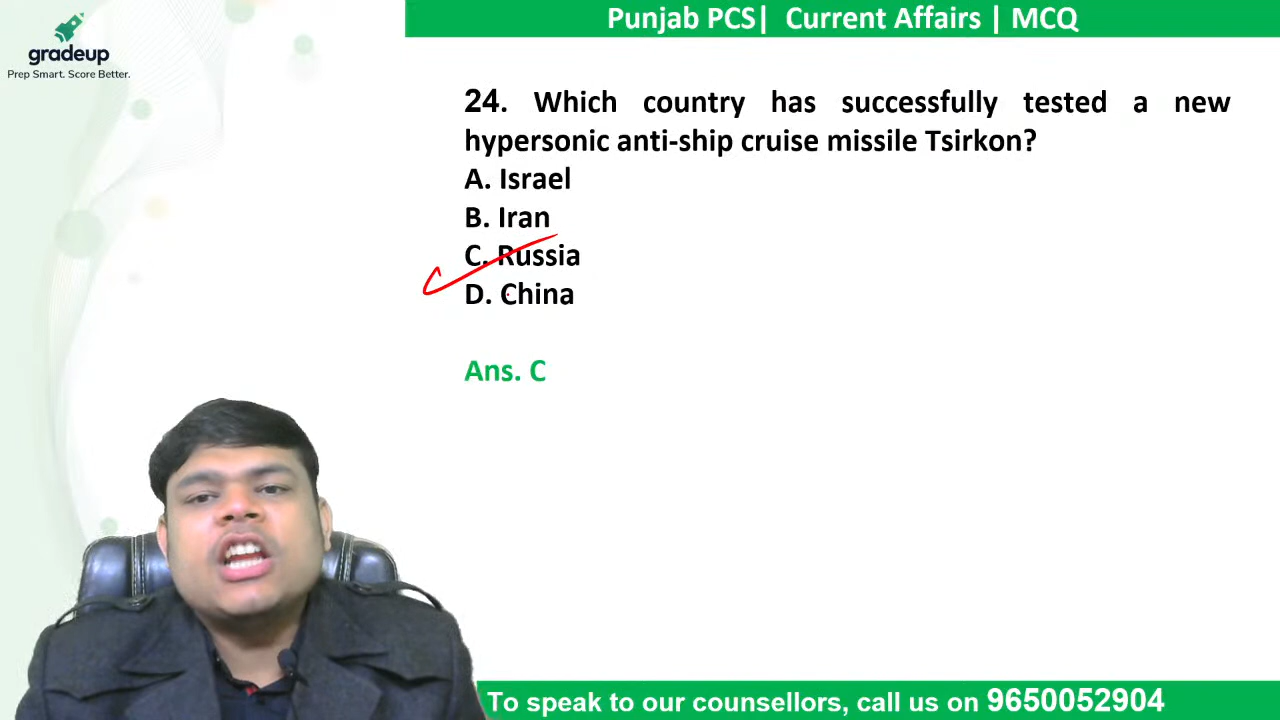 Punjab PCS| Current Affairs | MCQ
gradeup
Prep Smart. Score Better.
24. Which country has successfully tested a new
hypersonic anti-ship cruise missile Tsirkon?
A. Israel
B. Iran
C. Russia
D. China
Ans. C
To speak to our counsellors, call us on 9650052904